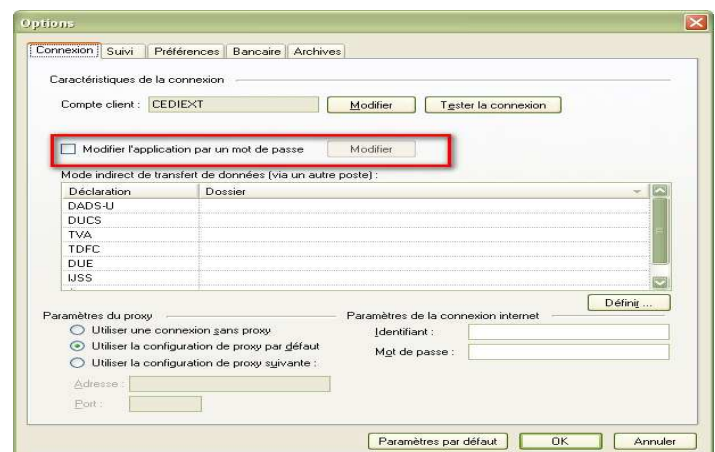 Options
Connexion Suivi Préférences Bancaire Archives
Caractéristiques de la connexion
Compte client : CEDIEXT Modifier Tester la connexion
Modifier l'application par un mot de passe Modifier
Mode indirect de transfert de données (via un autre poste) :
Déclaration Dossier
DADS-U
DUCS
TVA
TDFC
DUE
IJSS
Définir ...
Paramètres du proxy Paramètres de la connexion internet
Utiliser une connexion sans proxy Identifiant :
Utiliser la configuration de proxy par défaut
Mot de passe :
Utiliser la configuration de proxy suivante :
Adresse :
Port :
Paramètres par défaut OK Annuler